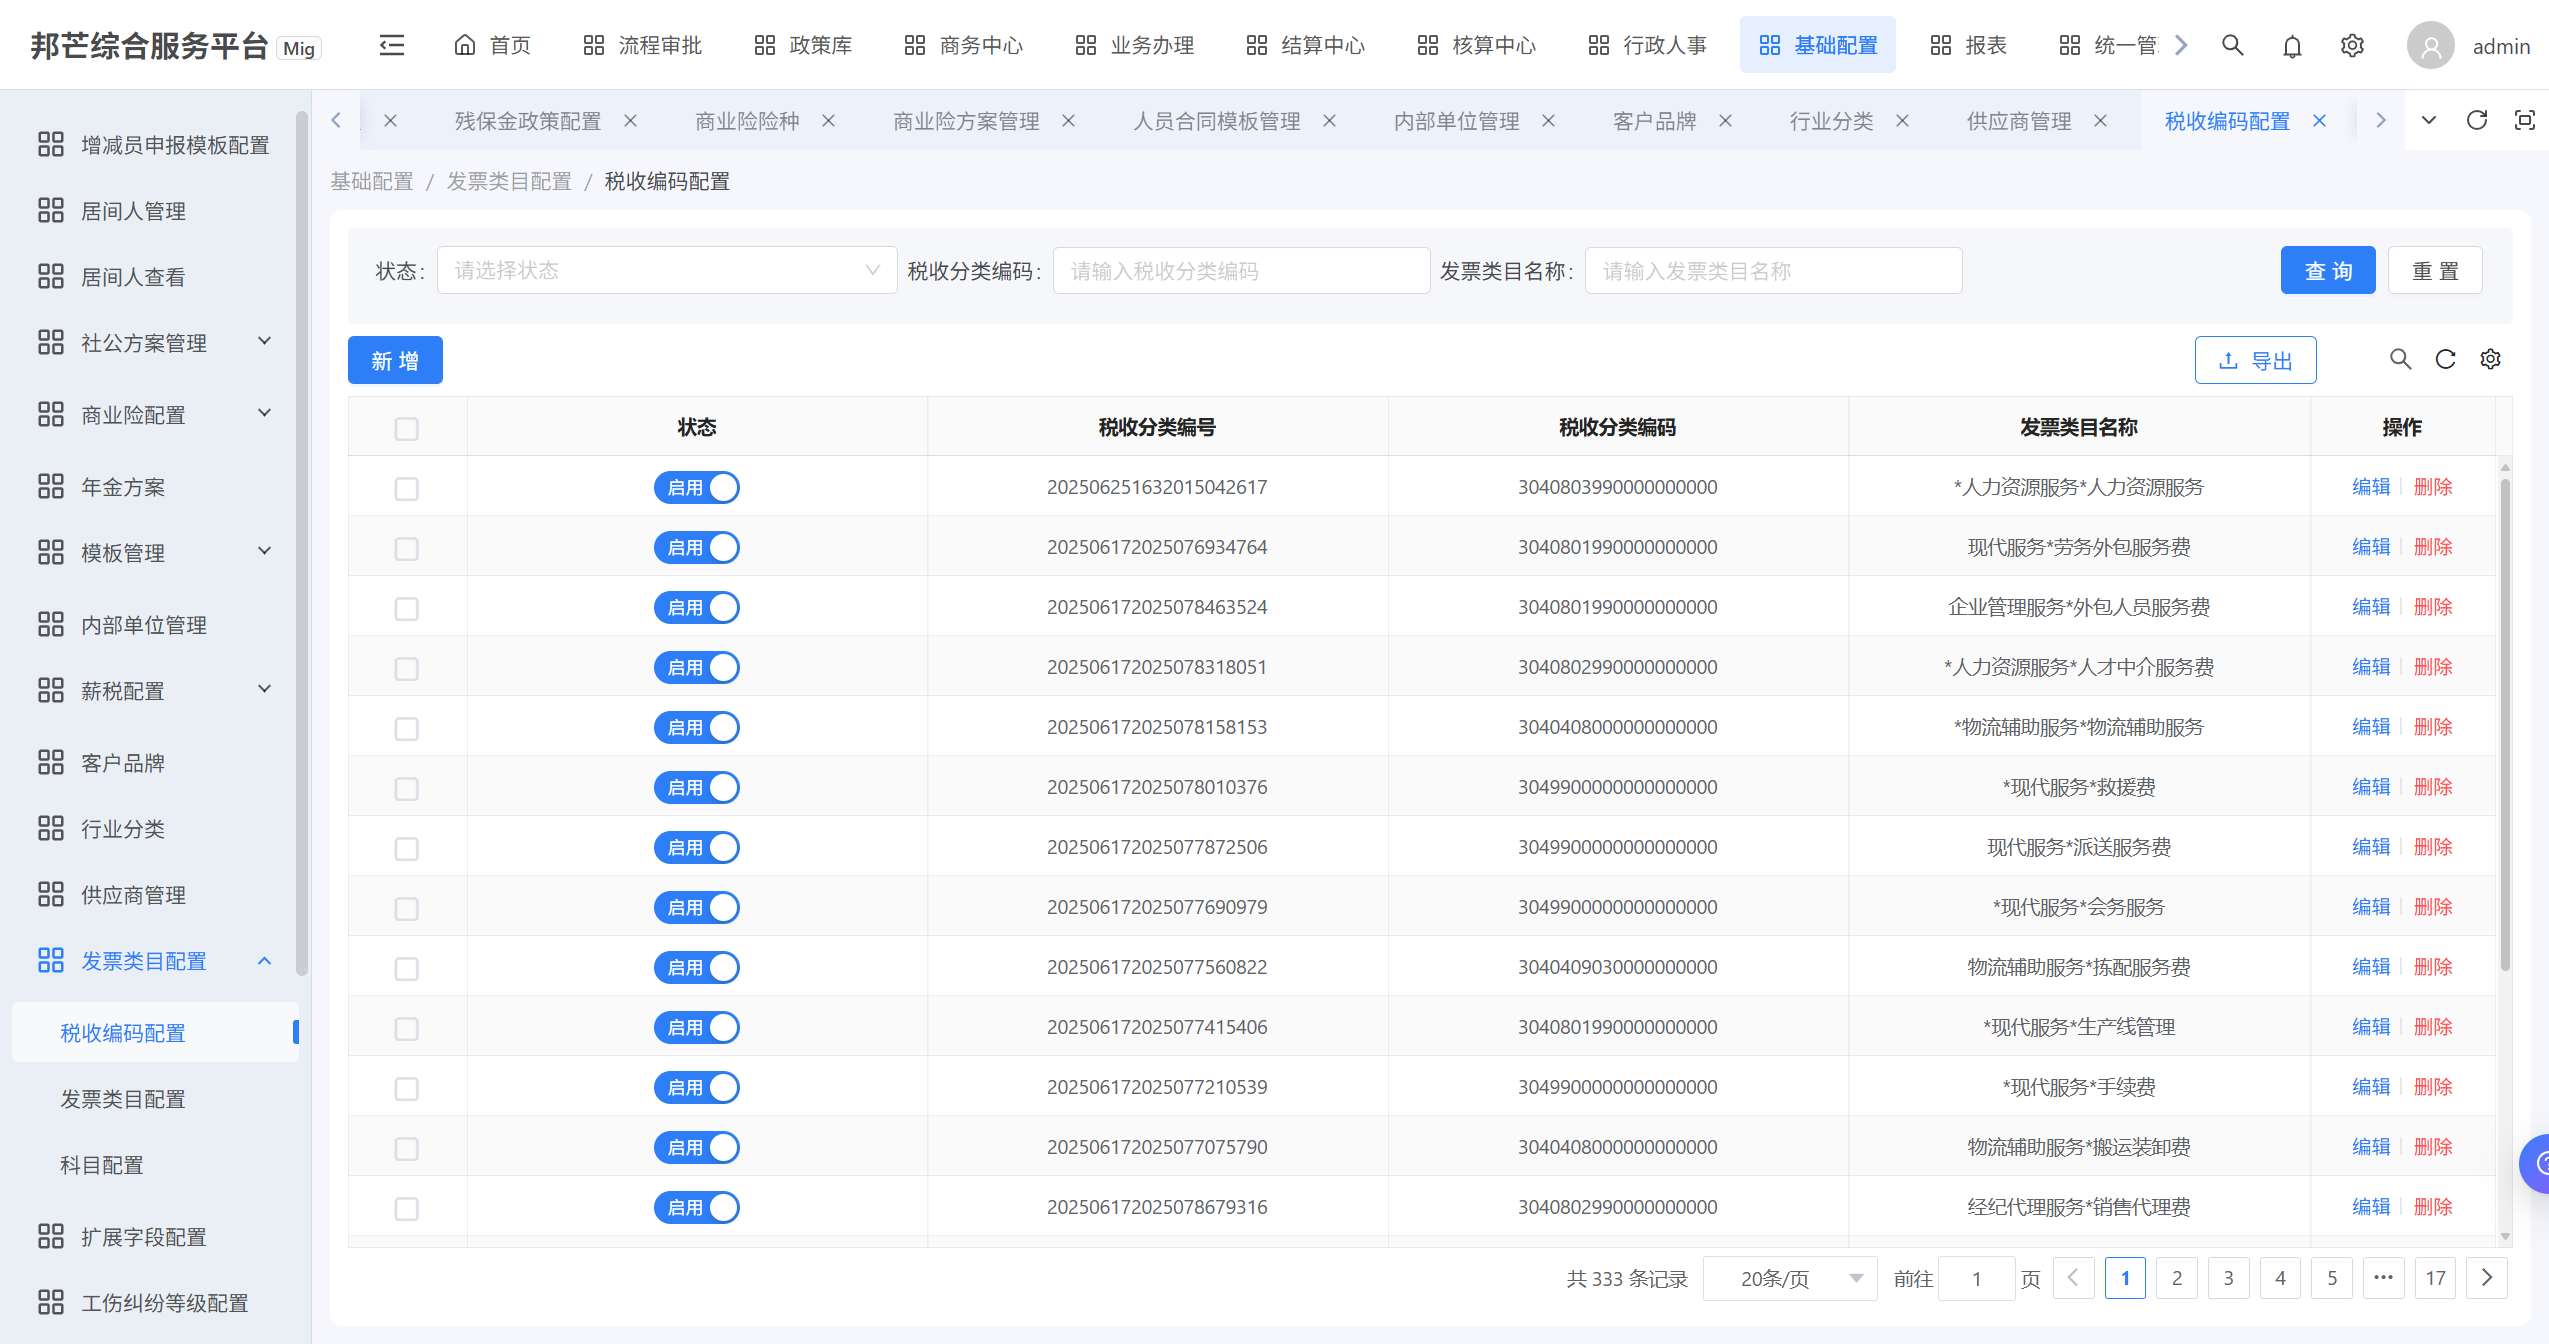 邦芒综合服务平台 Mig 首页 流程审批 政策库 商务中心 业务办理 结算中心 核算中心 行政人事 基础配置 报表 统一管 admin
残保金政策配置 商业险险种 商业险方案管理 人员合同模板管理 内部单位管理 客户品牌 行业分类 供应商管理 税收编码配置
增减员申报模板配置
居间人管理
居间人查看
社公方案管理
商业险配置
年金方案
模板管理
内部单位管理
薪税配置
客户品牌
行业分类
供应商管理
发票类目配置
税收编码配置
发票类目配置
科目配置
扩展字段配置
工伤纠纷等级配置
基础配置 / 发票类目配置 / 税收编码配置
状态: 请选择状态 税收分类编码: 请输入税收分类编码 发票类目名称: 请输入发票类目名称 查 询 重 置
新 增 导出
状态 税收分类编号 税收分类编码 发票类目名称 操作
启用 202506251632015042617 3040803990000000000 *人力资源服务*人力资源服务 编辑 删除
启用 202506172025076934764 3040801990000000000 现代服务*劳务外包服务费 编辑 删除
启用 202506172025078463524 3040801990000000000 企业管理服务*外包人员服务费 编辑 删除
启用 202506172025078318051 3040802990000000000 *人力资源服务*人才中介服务费 编辑 删除
启用 202506172025078158153 3040408000000000000 *物流辅助服务*物流辅助服务 编辑 删除
启用 202506172025078010376 3049900000000000000 *现代服务*救援费 编辑 删除
启用 202506172025077872506 3049900000000000000 现代服务*派送服务费 编辑 删除
启用 202506172025077690979 3049900000000000000 *现代服务*会务服务 编辑 删除
启用 202506172025077560822 3040409030000000000 物流辅助服务*拣配服务费 编辑 删除
启用 202506172025077415406 3040801990000000000 *现代服务*生产线管理 编辑 删除
启用 202506172025077210539 3049900000000000000 *现代服务*手续费 编辑 删除
启用 202506172025077075790 3040408000000000000 物流辅助服务*搬运装卸费 编辑 删除
启用 202506172025078679316 3040802990000000000 经纪代理服务*销售代理费 编辑 删除
共 333 条记录 20条/页 前往 1 页 1 2 3 4 5 ••• 17